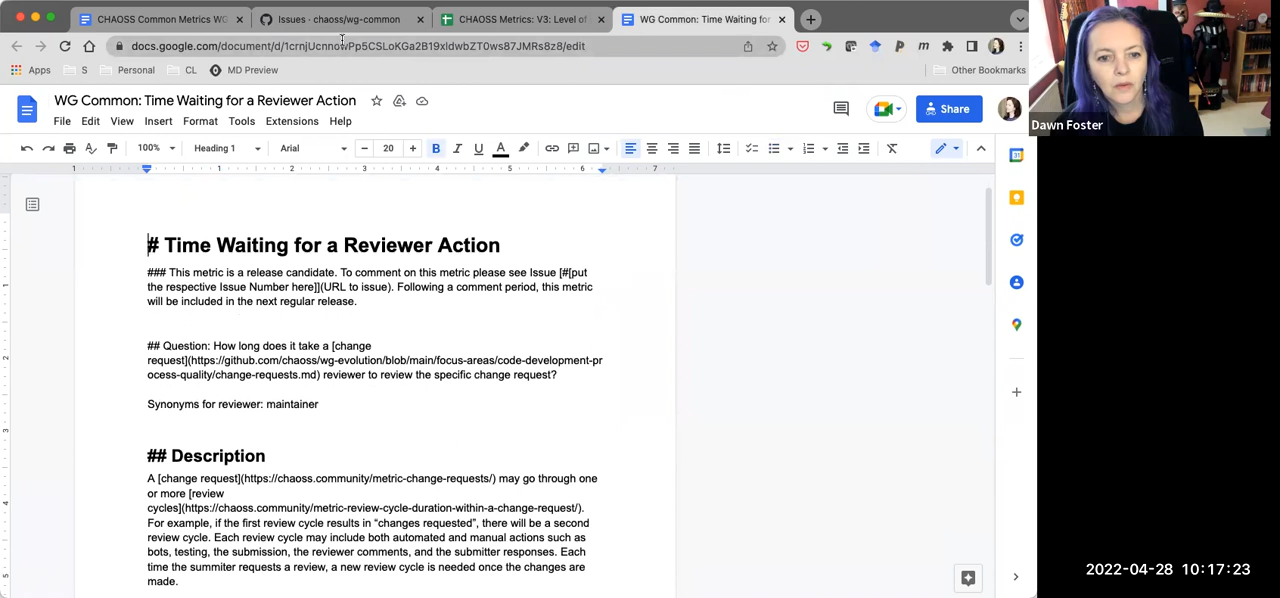 CHAOSS Common Metrics WG
Issues · chaoss/wg-common
CHAOSS Metrics: V3: Level of
WG Common: Time Waiting for
docs.google.com/document/d/1crnjUcnnowPp5CSLoKGa2B19xldwbZT0ws87JMRs8z8/edit
Apps
S
Personal
CL
MD Preview
Other Bookmarks
WG Common: Time Waiting for a Reviewer Action
File Edit View Insert Format Tools Extensions Help
Share
100%
Heading 1
Arial
20
1 1 2 3 4 5 6 7
# Time Waiting for a Reviewer Action
### This metric is a release candidate. To comment on this metric please see Issue [#[put
the respective Issue Number here]](URL to issue). Following a comment period, this metric
will be included in the next regular release.
## Question: How long does it take a [change
request](https://github.com/chaoss/wg-evolution/blob/main/focus-areas/code-development-pr
ocess-quality/change-requests.md) reviewer to review the specific change request?
Synonyms for reviewer: maintainer
## Description
A [change request](https://chaoss.community/metric-change-requests/) may go through one
or more [review
cycles](https://chaoss.community/metric-review-cycle-duration-within-a-change-request/).
For example, if the first review cycle results in “changes requested”, there will be a second
review cycle. Each review cycle may include both automated and manual actions such as
bots, testing, the submission, the reviewer comments, and the submitter responses. Each
time the summiter requests a review, a new review cycle is needed once the changes are
made.
Dawn Foster
2022-04-28 10:17:23